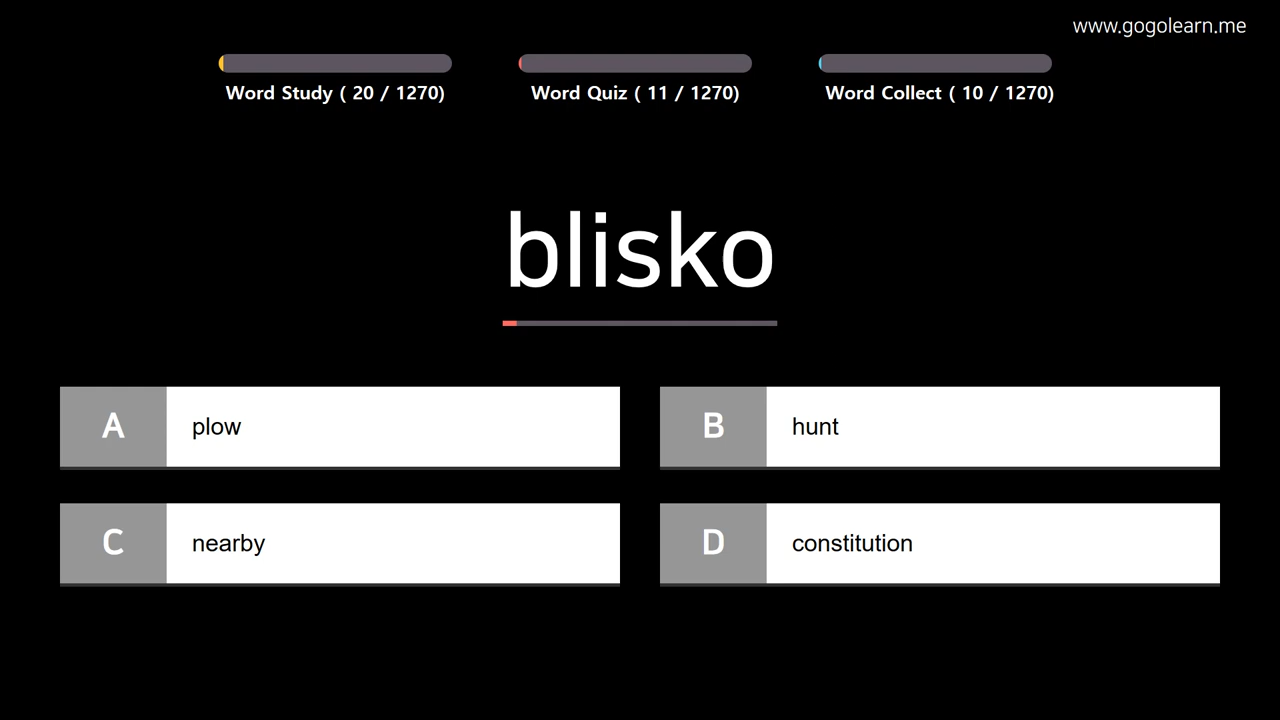 www.gogolearn.me
Word Study ( 20 / 1270)
Word Quiz ( 11 / 1270)
Word Collect ( 10 / 1270)
blisko
A
plow
B
hunt
C
nearby
D
constitution